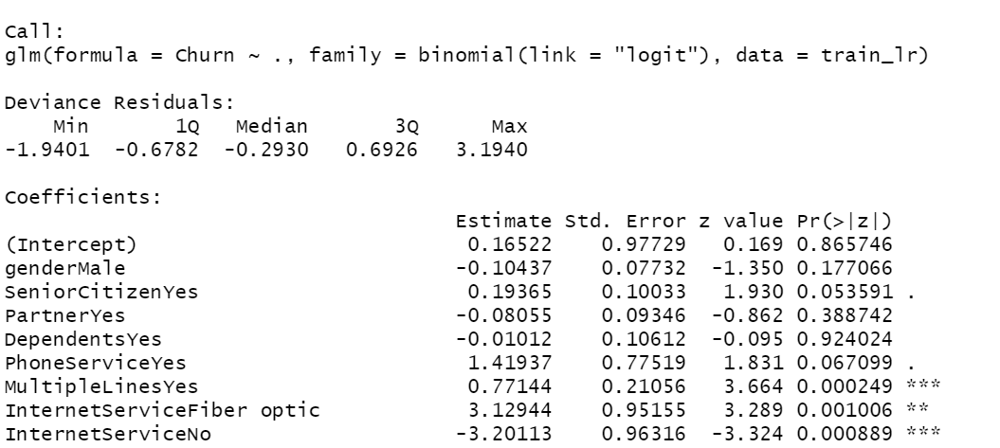 Call:
glm(formula = Churn ~ ., family = binomial(link = "logit"), data = train_lr)
Deviance Residuals:
Min 1Q Median 3Q Max
-1.9401 -0.6782 -0.2930 0.6926 3.1940
Coefficients:
Estimate Std. Error z value Pr(>|z|)
(Intercept) 0.16522 0.97729 0.169 0.865746
genderMale -0.10437 0.07732 -1.350 0.177066
SeniorCitizenYes 0.19365 0.10033 1.930 0.053591 .
PartnerYes -0.08055 0.09346 -0.862 0.388742
DependentsYes -0.01012 0.10612 -0.095 0.924024
PhoneServiceYes 1.41937 0.77519 1.831 0.067099 .
MultipleLinesYes 0.77144 0.21056 3.664 0.000249 ***
InternetServiceFiber optic 3.12944 0.95155 3.289 0.001006 **
InternetServiceNo -3.20113 0.96316 -3.324 0.000889 ***